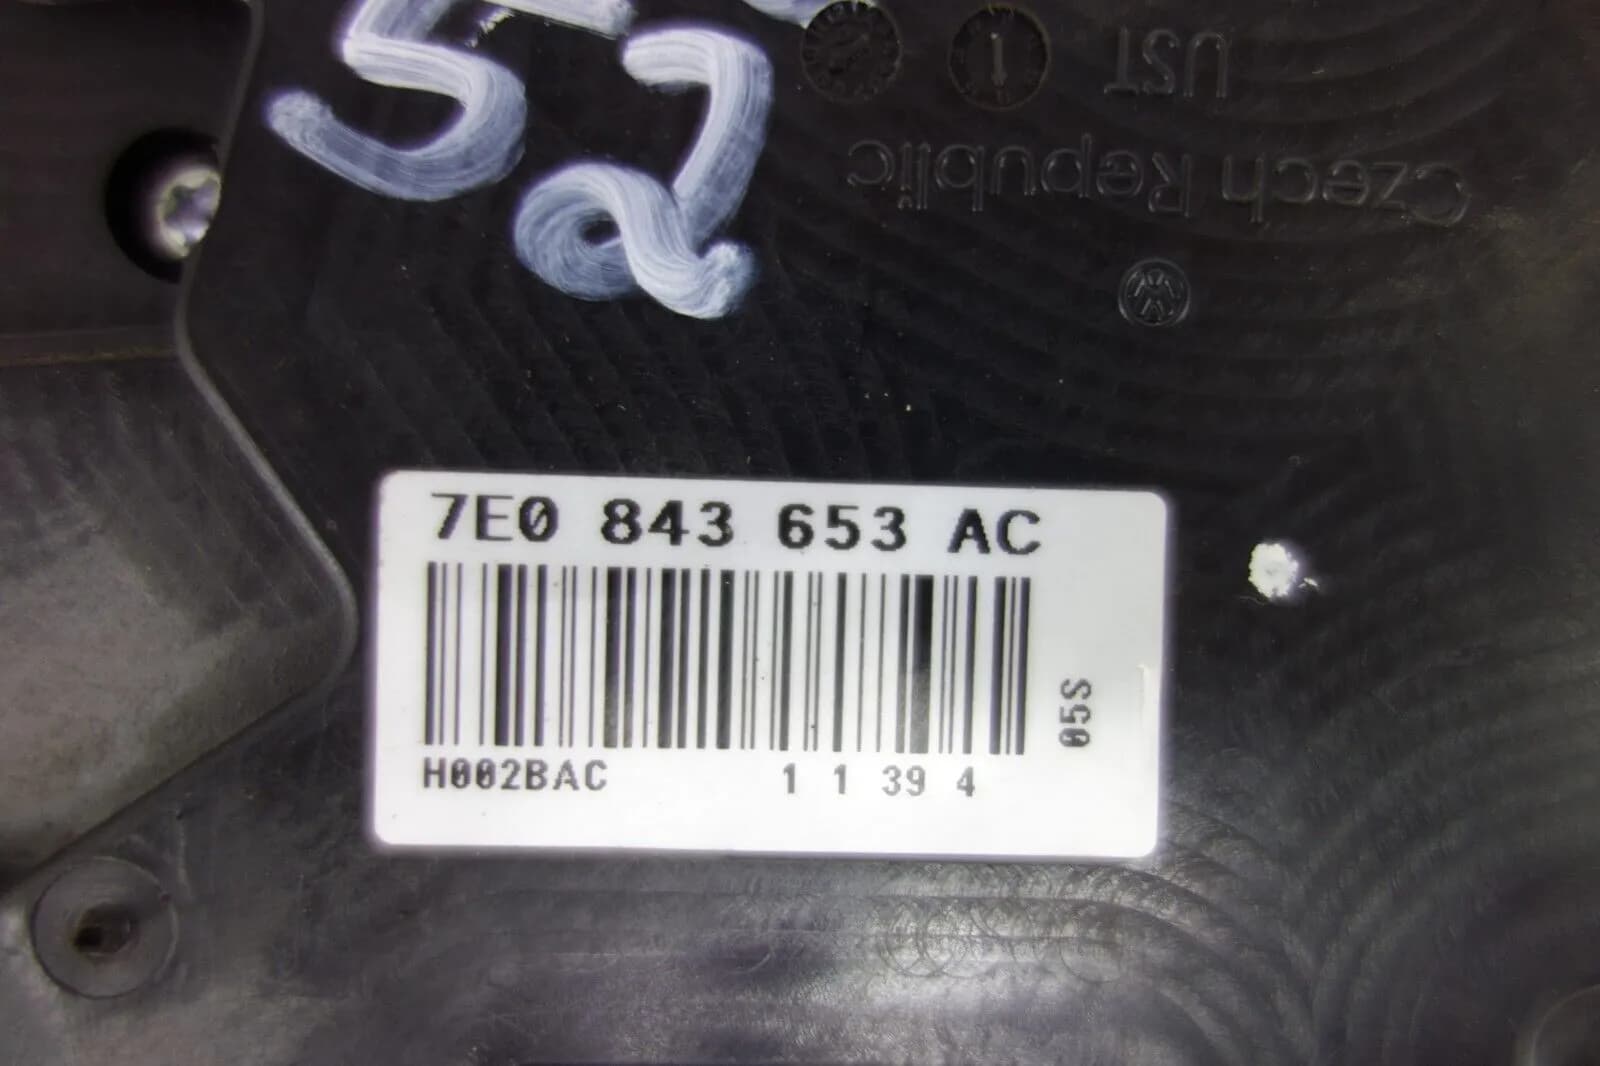 52
UST
Czech Republic
7E0 843 653 AC
05S
H002BAC 1 1 39 4